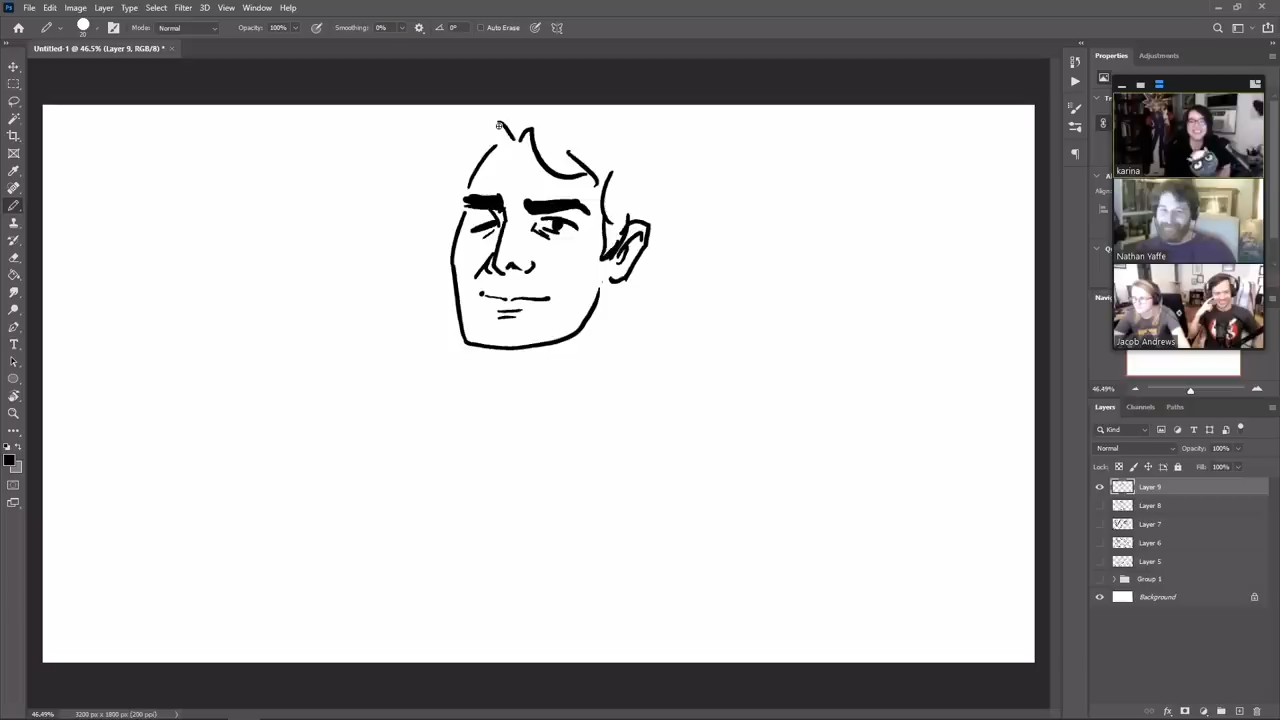 File Edit Image Layer Type Select Filter 3D View Window Help
20 Mode: Normal Opacity: 100% Smoothing: 0% 0° Auto Erase
Untitled-1 @ 46.5% (Layer 9, RGB/8) * ×
Properties Adjustments
karina
Nathan Yaffe
Jacob Andrews
46.49%
Layers Channels Paths
Kind
Normal Opacity: 100%
Lock: Fill: 100%
Layer 9
Layer 8
Layer 7
Layer 6
Layer 5
Group 1
Background
46.49% 3200 px x 1800 px (200 ppi)